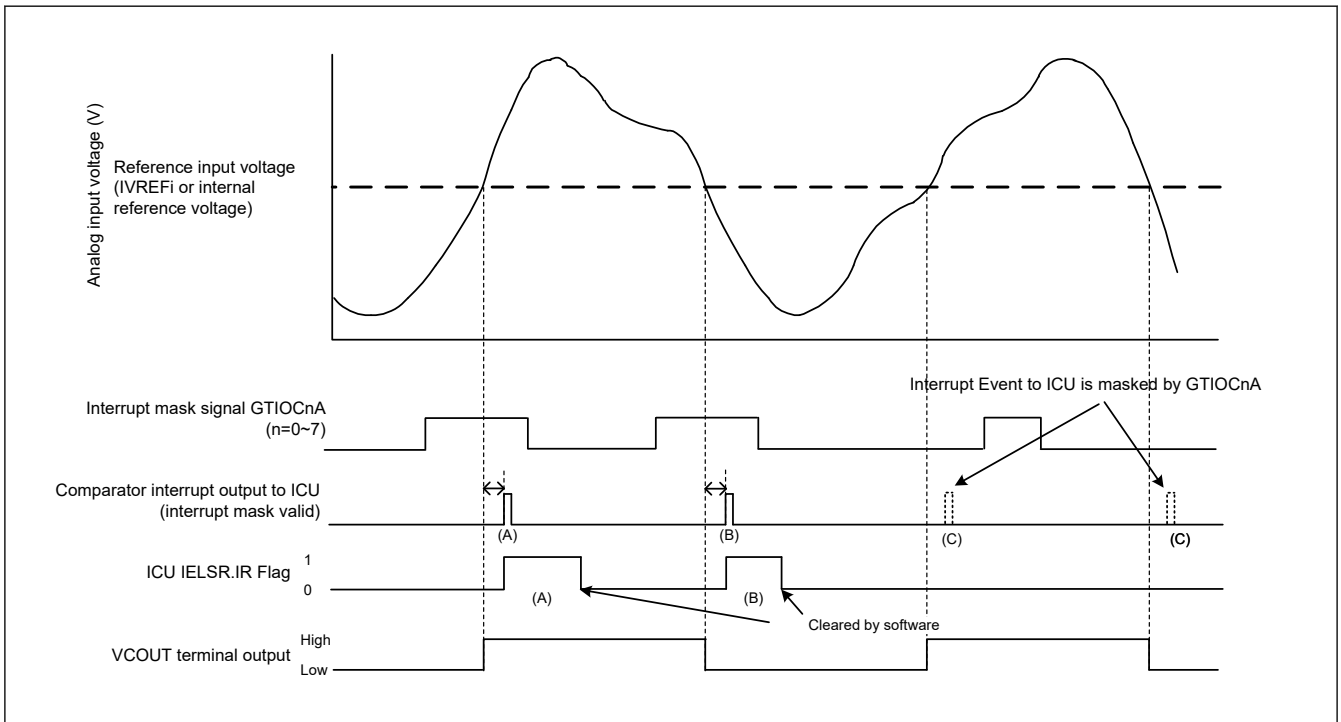 Analog input voltage (V)
Reference input voltage
(IVREFi or internal
reference voltage)
Interrupt Event to ICU is masked by GTIOCnA
Interrupt mask signal GTIOCnA
(n=0~7)
Comparator interrupt output to ICU
(interrupt mask valid)
(A)
(B)
(C)
(C)
ICU IELSR.IR Flag
1
0
(A)
(B)
Cleared by software
VCOUT terminal output
High
Low